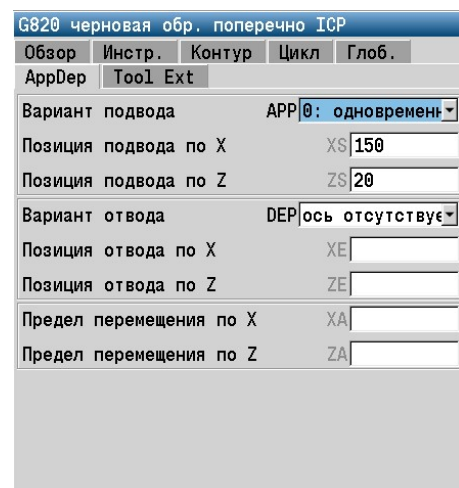 G820 черновая обр. поперечно ICP
Обзор Инстр. Контур Цикл Глоб.
AppDep Tool Ext
Вариант подвода APP 0: одновременн
Позиция подвода по X XS 150
Позиция подвода по Z ZS 20
Вариант отвода DEP ось отсутствуе
Позиция отвода по X XE
Позиция отвода по Z ZE
Предел перемещения по X XA
Предел перемещения по Z ZA